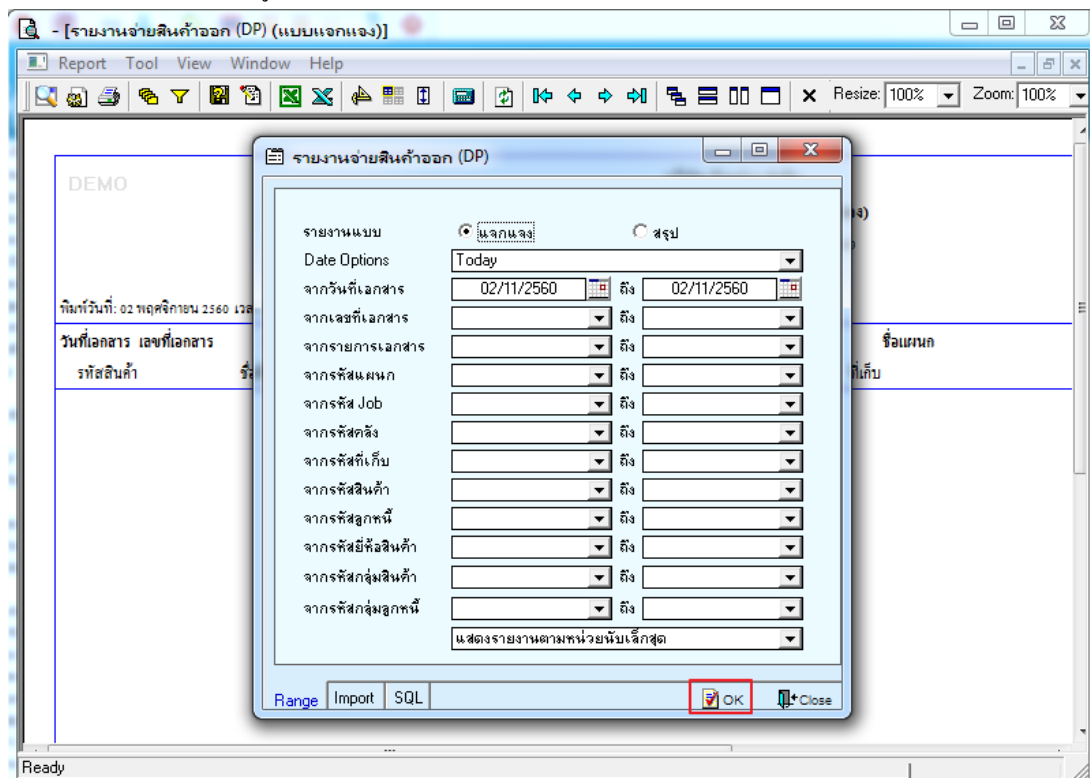 - [รายงานจ่ายสินค้าออก (DP) (แบบแจกแจง)]
Report Tool View Window Help
Resize: 100% Zoom: 100%
DEMO
พิมพ์วันที่: 02 พฤศจิกายน 2560
วันที่เอกสาร เลขที่เอกสาร ชื่อแผนก
รหัสสินค้า ที่เก็บ
รายงานจ่ายสินค้าออก (DP)
รายงานแบบ แจกแจง สรุป
Date Options Today
จากวันที่เอกสาร 02/11/2560 ถึง 02/11/2560
จากเลขที่เอกสาร ถึง
จากรายการเอกสาร ถึง
จากรหัสแผนก ถึง
จากรหัส Job ถึง
จากรหัสคลัง ถึง
จากรหัสที่เก็บ ถึง
จากรหัสสินค้า ถึง
จากรหัสลูกหนี้ ถึง
จากรหัสยี่ห้อสินค้า ถึง
จากรหัสกลุ่มสินค้า ถึง
จากรหัสกลุ่มลูกหนี้ ถึง
แสดงรายงานตามหน่วยนับเล็กสุด
Range Import SQL OK Close
Ready